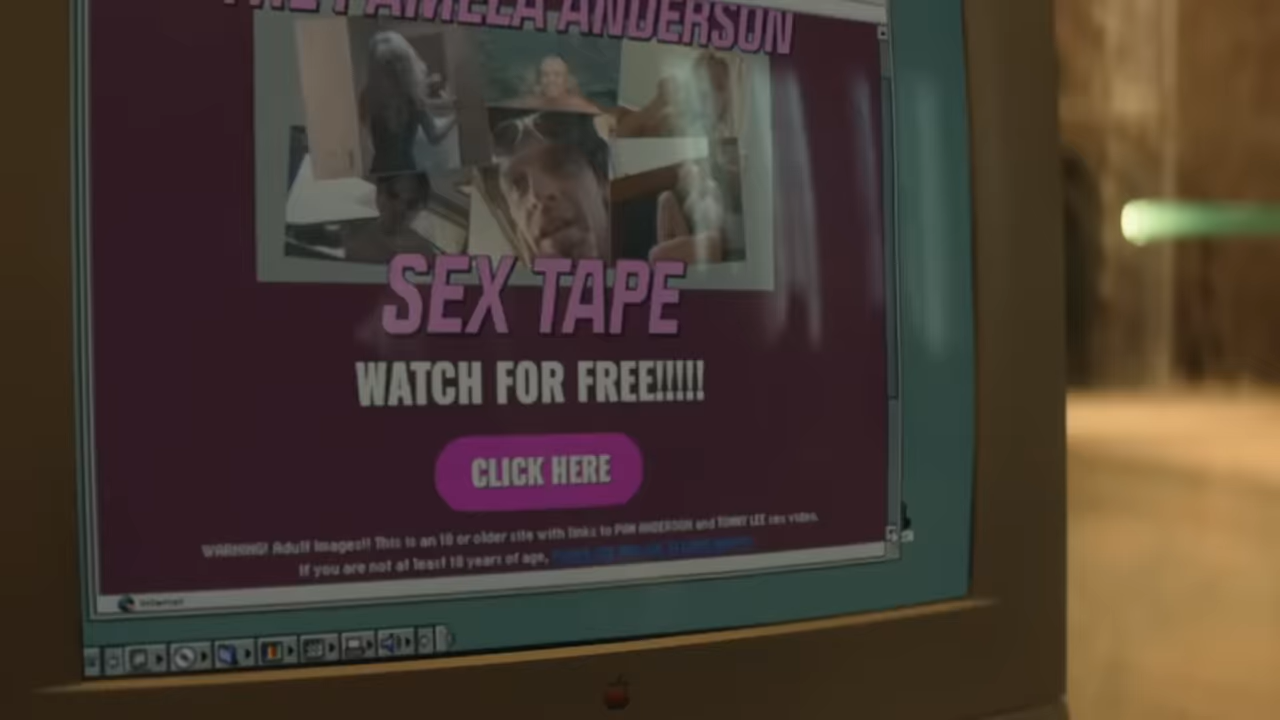 THE PAMELA ANDERSON
SEX TAPE
WATCH FOR FREE!!!!!
CLICK HERE
WARNING! Adult Images!! This is an 18 or older site with links to PAM ANDERSON and TOMMY LEE sex video.
If you are not at least 18 years of age,
Internet